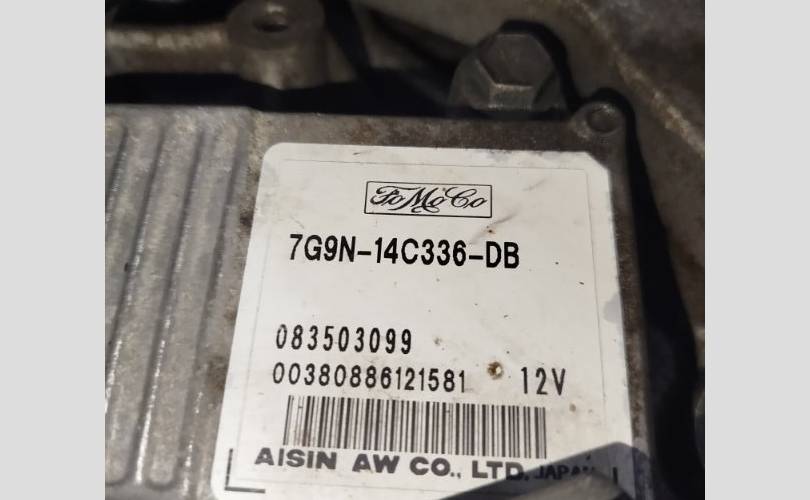 FoMoCo
7G9N-14C336-DB
083503099
00380886121581 12V
AISIN AW CO., LTD. JAPAN